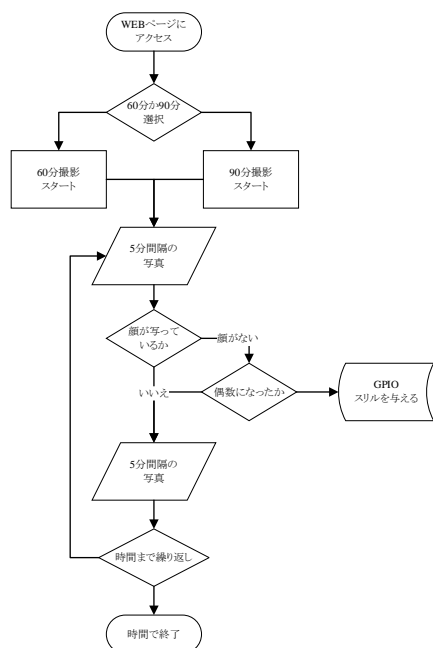 WEBページに
アクセス
60分か90分
選択
60分撮影
スタート
90分撮影
スタート
5分間隔の
写真
顔が写って
いるか
顔がない
いいえ
偶数になったか
GPIO
スリルを与える
5分間隔の
写真
時間まで繰り返し
時間で終了